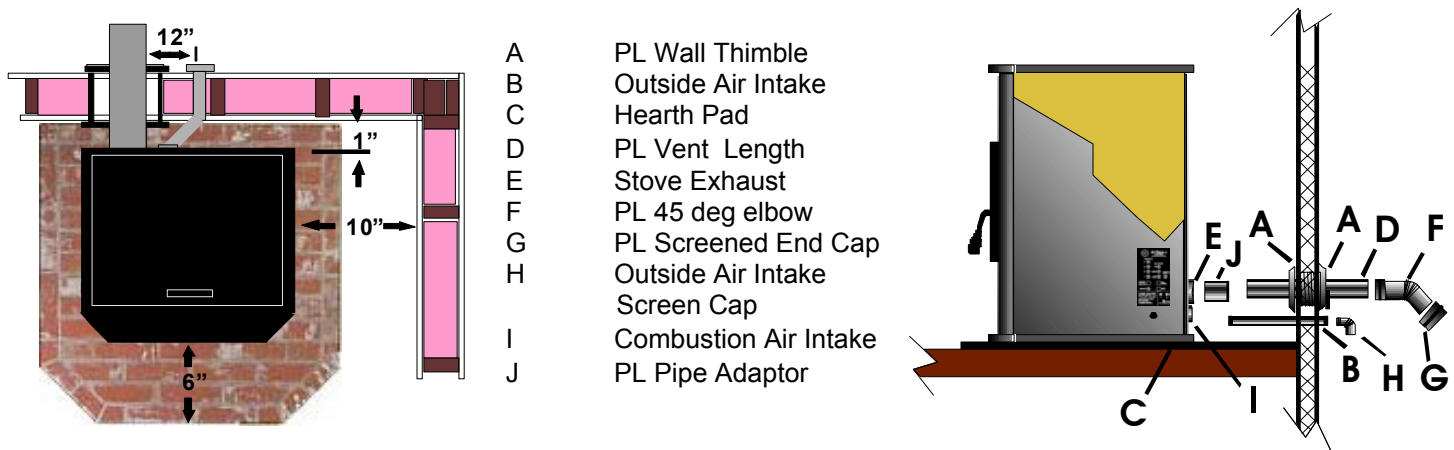 12”
1”
10”
6”
A PL Wall Thimble
B Outside Air Intake
C Hearth Pad
D PL Vent Length
E Stove Exhaust
F PL 45 deg elbow
G PL Screened End Cap
H Outside Air Intake
Screen Cap
I Combustion Air Intake
J PL Pipe Adaptor
E J A A D F
B H G
C I